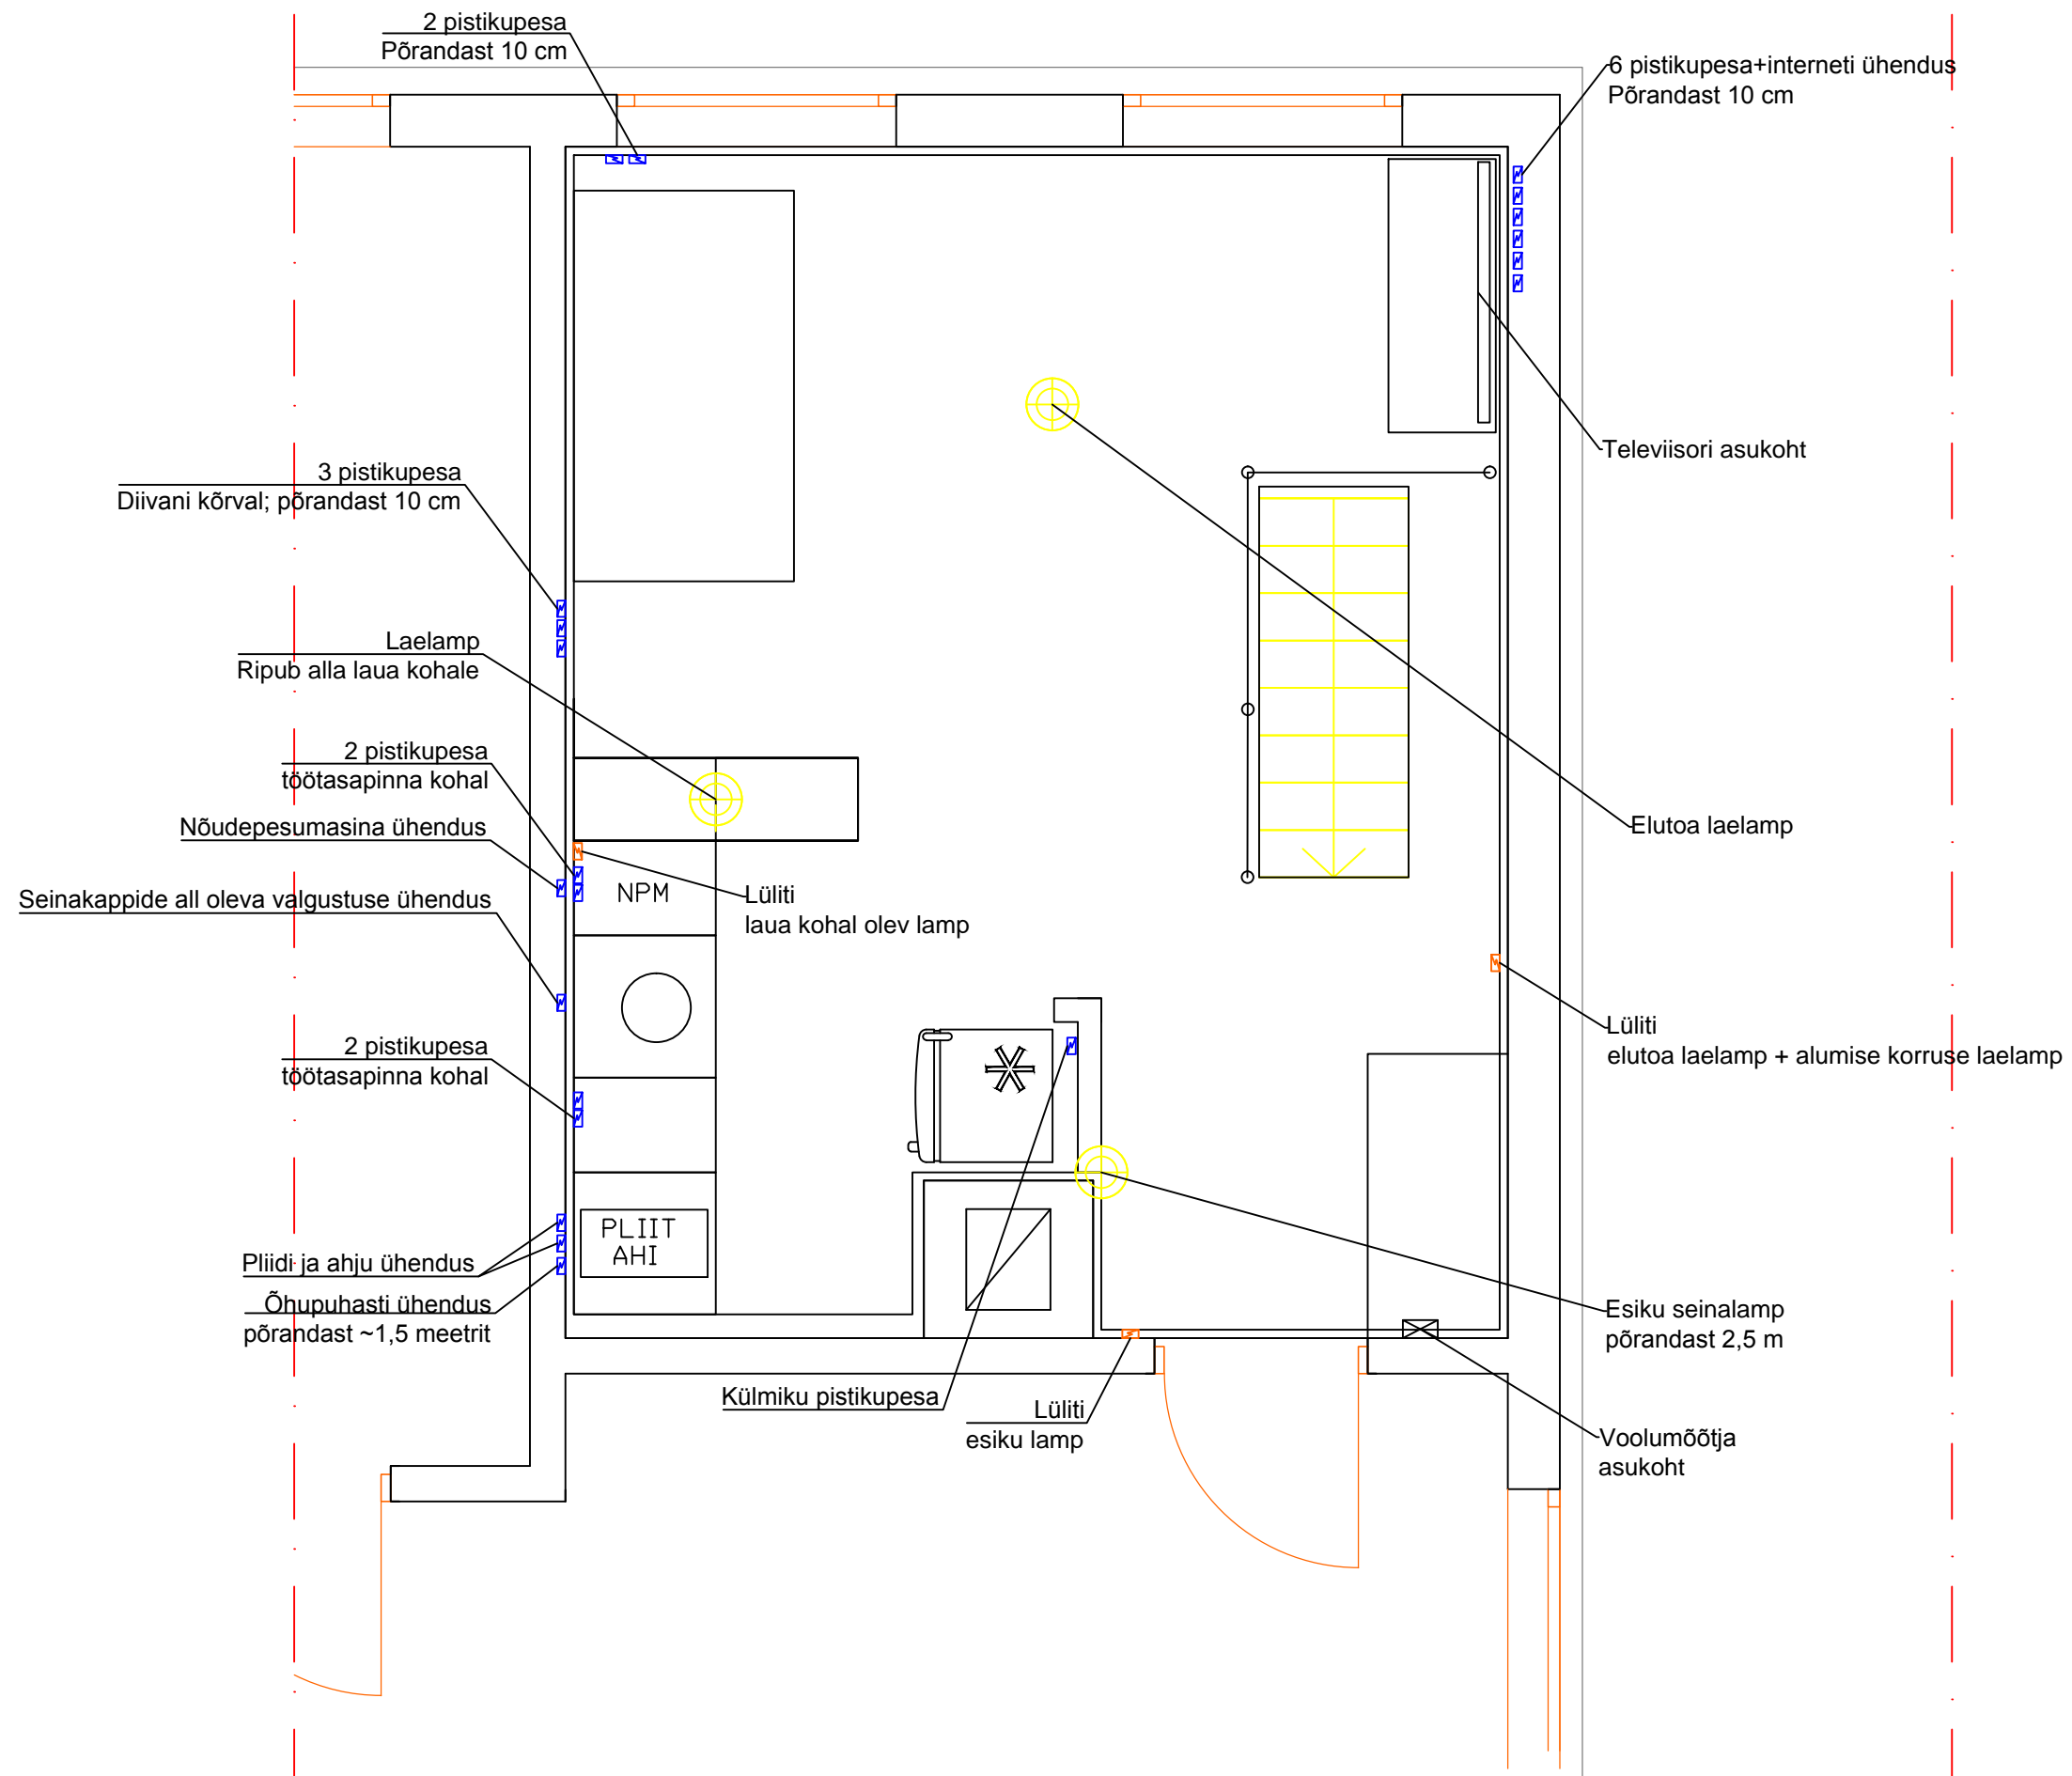 2 pistikupesa
Põrandast 10 cm
6 pistikupesa+interneti ühendus
Põrandast 10 cm
Televiisori asukoht
3 pistikupesa
Diivani kõrval; põrandast 10 cm
Laelamp
Ripub alla laua kohale
2 pistikupesa
töötasapinna kohal
Nõudepesumasina ühendus
Elutoa laelamp
Seinakappide all oleva valgustuse ühendus
NPM
Lüliti
laua kohal olev lamp
Lüliti
elutoa laelamp + alumise korruse laelamp
2 pistikupesa
töötasapinna kohal
PLIIT
AHI
Pliidi ja ahju ühendus
Õhupuhasti ühendus
põrandast ~1,5 meetrit
Esiku seinalamp
põrandast 2,5 m
Külmiku pistikupesa
Lüliti
esiku lamp
Voolumõõtja
asukoht